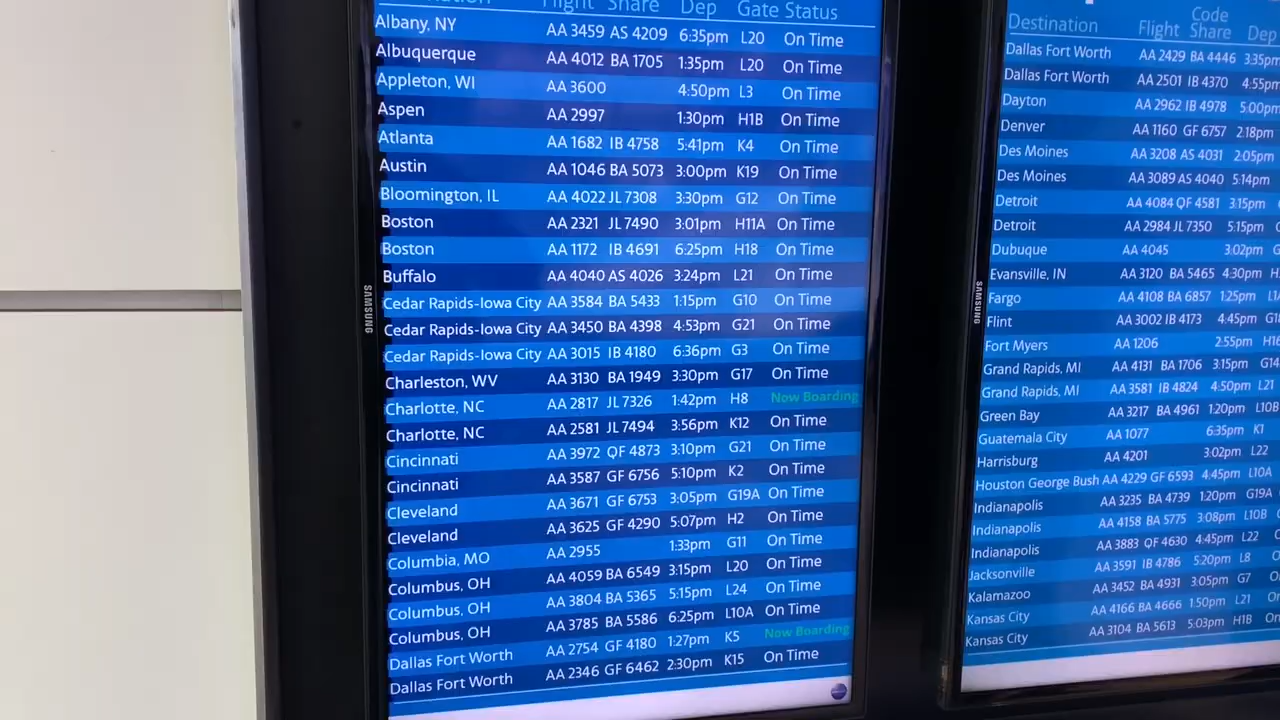 Flight Share Dep Gate Status
Albany, NY AA 3459 AS 4209 6:35pm L20 On Time
Albuquerque AA 4012 BA 1705 1:35pm L20 On Time
Appleton, WI AA 3600 4:50pm L3 On Time
Aspen AA 2997 1:30pm H1B On Time
Atlanta AA 1682 IB 4758 5:41pm K4 On Time
Austin AA 1046 BA 5073 3:00pm K19 On Time
Bloomington, IL AA 4022 JL 7308 3:30pm G12 On Time
Boston AA 2321 JL 7490 3:01pm H11A On Time
Boston AA 1172 IB 4691 6:25pm H18 On Time
Buffalo AA 4040 AS 4026 3:24pm L21 On Time
Cedar Rapids-Iowa City AA 3584 BA 5433 1:15pm G10 On Time
Cedar Rapids-Iowa City AA 3450 BA 4398 4:53pm G21 On Time
Cedar Rapids-Iowa City AA 3015 IB 4180 6:36pm G3 On Time
Charleston, WV AA 3130 BA 1949 3:30pm G17 On Time
Charlotte, NC AA 2817 JL 7326 1:42pm H8 Now Boarding
Charlotte, NC AA 2581 JL 7494 3:56pm K12 On Time
Cincinnati AA 3972 QF 4873 3:10pm G21 On Time
Cincinnati AA 3587 GF 6756 5:10pm K2 On Time
Cleveland AA 3671 GF 6753 3:05pm G19A On Time
Cleveland AA 3625 GF 4290 5:07pm H2 On Time
Columbia, MO AA 2955 1:33pm G11 On Time
Columbus, OH AA 4059 BA 6549 3:15pm L20 On Time
Columbus, OH AA 3804 BA 5365 5:15pm L24 On Time
Columbus, OH AA 3785 BA 5586 6:25pm L10A On Time
Dallas Fort Worth AA 2754 GF 4180 1:27pm K5 Now Boarding
Dallas Fort Worth AA 2346 GF 6462 2:30pm K15 On Time
SAMSUNG
SAMSUNG
Code
Destination Flight Share Dep
Dallas Fort Worth AA 2429 BA 4446 3:35pm
Dallas Fort Worth AA 2501 IB 4370 4:55pm
Dayton AA 2962 IB 4978 5:00pm
Denver AA 1160 GF 6757 2:18pm
Des Moines AA 3208 AS 4031 2:05pm
Des Moines AA 3089 AS 4040 5:14pm
Detroit AA 4084 QF 4581 3:15pm
Detroit AA 2984 JL 7350 5:15pm
Dubuque AA 4045 3:02pm
Evansville, IN AA 3120 BA 5465 4:30pm
Fargo AA 4108 BA 6857 1:25pm
Flint AA 3002 IB 4173 4:45pm
Fort Myers AA 1206 2:55pm
Grand Rapids, MI AA 4131 BA 1706 3:15pm G14
Grand Rapids, MI AA 3581 IB 4824 4:50pm L21
Green Bay AA 3217 BA 4961 1:20pm L10B
Guatemala City AA 1077 6:35pm K1
Harrisburg AA 4201 3:02pm L22
Houston George Bush AA 4229 GF 6593 4:45pm L10A
Indianapolis AA 3235 BA 4739 1:20pm G19A
Indianapolis AA 4158 BA 5775 3:08pm L10B
Indianapolis AA 3883 QF 4630 4:45pm L22
Jacksonville AA 3591 IB 4786 5:20pm L8
Kalamazoo AA 3452 BA 4931 3:05pm G7
Kansas City AA 4166 BA 4666 1:50pm L21
Kansas City AA 3104 BA 5613 5:03pm H1B